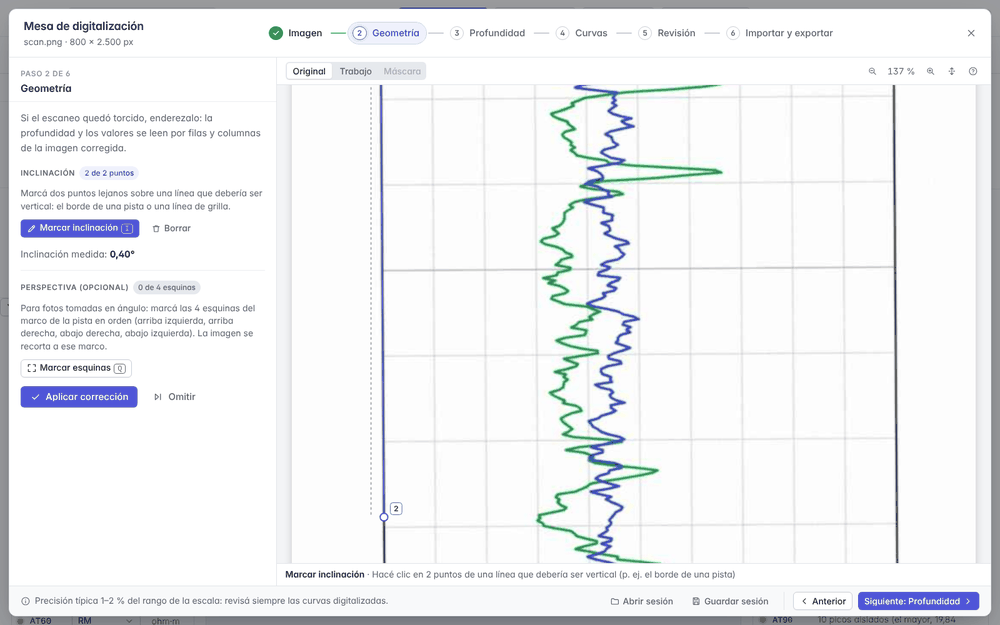 Mesa de digitalización
scan.png · 800 × 2.500 px
Imagen
2 Geometría
3 Profundidad
4 Curvas
5 Revisión
6 Importar y exportar
PASO 2 DE 6
Geometría
Si el escaneo quedó torcido, enderezalo: la
profundidad y los valores se leen por filas y columnas
de la imagen corregida.
INCLINACIÓN 2 de 2 puntos
Marcá dos puntos lejanos sobre una línea que debería ser
vertical: el borde de una pista o una línea de grilla.
Marcar inclinación I Borrar
Inclinación medida: 0,40°
PERSPECTIVA (OPCIONAL) 0 de 4 esquinas
Para fotos tomadas en ángulo: marcá las 4 esquinas del
marco de la pista en orden (arriba izquierda, arriba
derecha, abajo derecha, abajo izquierda). La imagen se
recorta a ese marco.
Marcar esquinas Q
Aplicar corrección Omitir
Original Trabajo Máscara
137 %
2
Marcar inclinación · Hacé clic en 2 puntos de una línea que debería ser vertical (p. ej. el borde de una pista)
Precisión típica 1–2 % del rango de la escala: revisá siempre las curvas digitalizadas.
Abrir sesión
Guardar sesión
Anterior
Siguiente: Profundidad
AT60 RM ohm·m
AT90 10 picos aislados (el mayor, 19,84